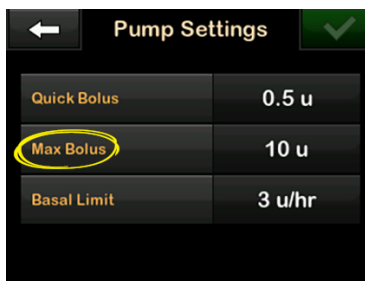 Pump Settings
Quick Bolus 0.5 u
Max Bolus 10 u
Basal Limit 3 u/hr